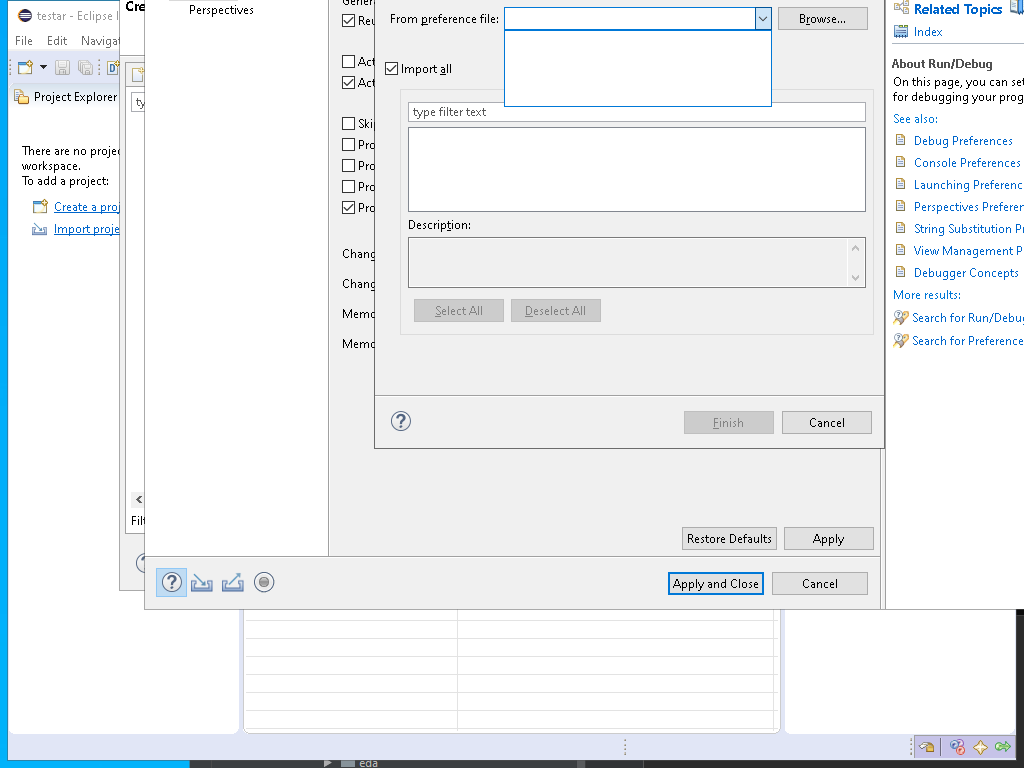 testar - Eclipse I
File Edit Navigat
Project Explorer
There are no projec
workspace.
To add a project:
Create a proj
Import proje
Cre
ty
<
Filt
Perspectives
General
Reu
Act
Act
Skip
Pro
Pro
Pro
Pro
Chang
Chang
Memo
Memo
From preference file:
Browse...
Import all
type filter text
Description:
Select All
Deselect All
Finish
Cancel
Restore Defaults
Apply
Apply and Close
Cancel
Related Topics
Index
About Run/Debug
On this page, you can set
for debugging your prog
See also:
Debug Preferences
Console Preferences
Launching Preferenc
Perspectives Preferen
String Substitution Pr
View Management P
Debugger Concepts
More results:
Search for Run/Debug
Search for Preference
eda